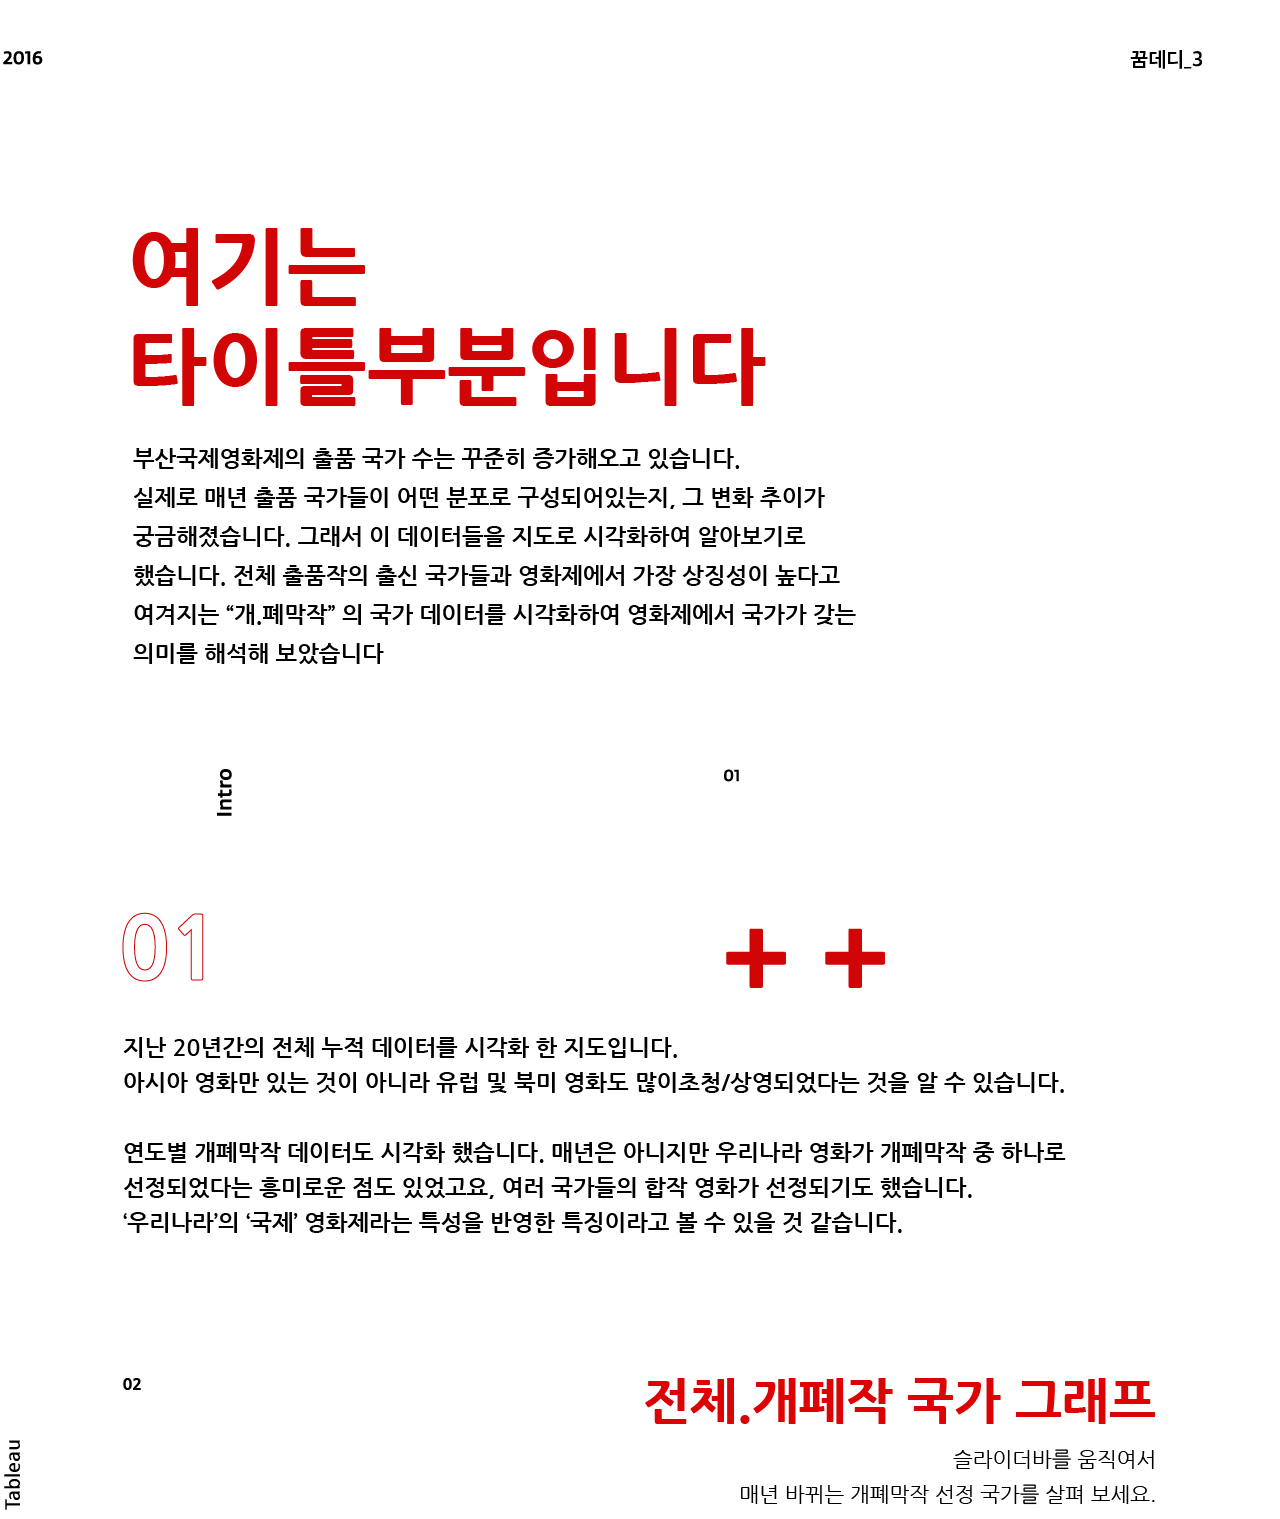 2016
꿈데디_3
여기는
타이틀부분입니다
부산국제영화제의 출품 국가 수는 꾸준히 증가해오고 있습니다.
실제로 매년 출품 국가들이 어떤 분포로 구성되어있는지, 그 변화 추이가
궁금해졌습니다. 그래서 이 데이터들을 지도로 시각화하여 알아보기로
했습니다. 전체 출품작의 출신 국가들과 영화제에서 가장 상징성이 높다고
여겨지는 “개.폐막작” 의 국가 데이터를 시각화하여 영화제에서 국가가 갖는
의미를 해석해 보았습니다
Intro
01
01
++
지난 20년간의 전체 누적 데이터를 시각화 한 지도입니다.
아시아 영화만 있는 것이 아니라 유럽 및 북미 영화도 많이초청/상영되었다는 것을 알 수 있습니다.
연도별 개폐막작 데이터도 시각화 했습니다. 매년은 아니지만 우리나라 영화가 개폐막작 중 하나로
선정되었다는 흥미로운 점도 있었고요, 여러 국가들의 합작 영화가 선정되기도 했습니다.
‘우리나라’의 ‘국제’ 영화제라는 특성을 반영한 특징이라고 볼 수 있을 것 같습니다.
02
전체.개폐작 국가 그래프
Tableau
슬라이더바를 움직여서
매년 바뀌는 개폐막작 선정 국가를 살펴 보세요.